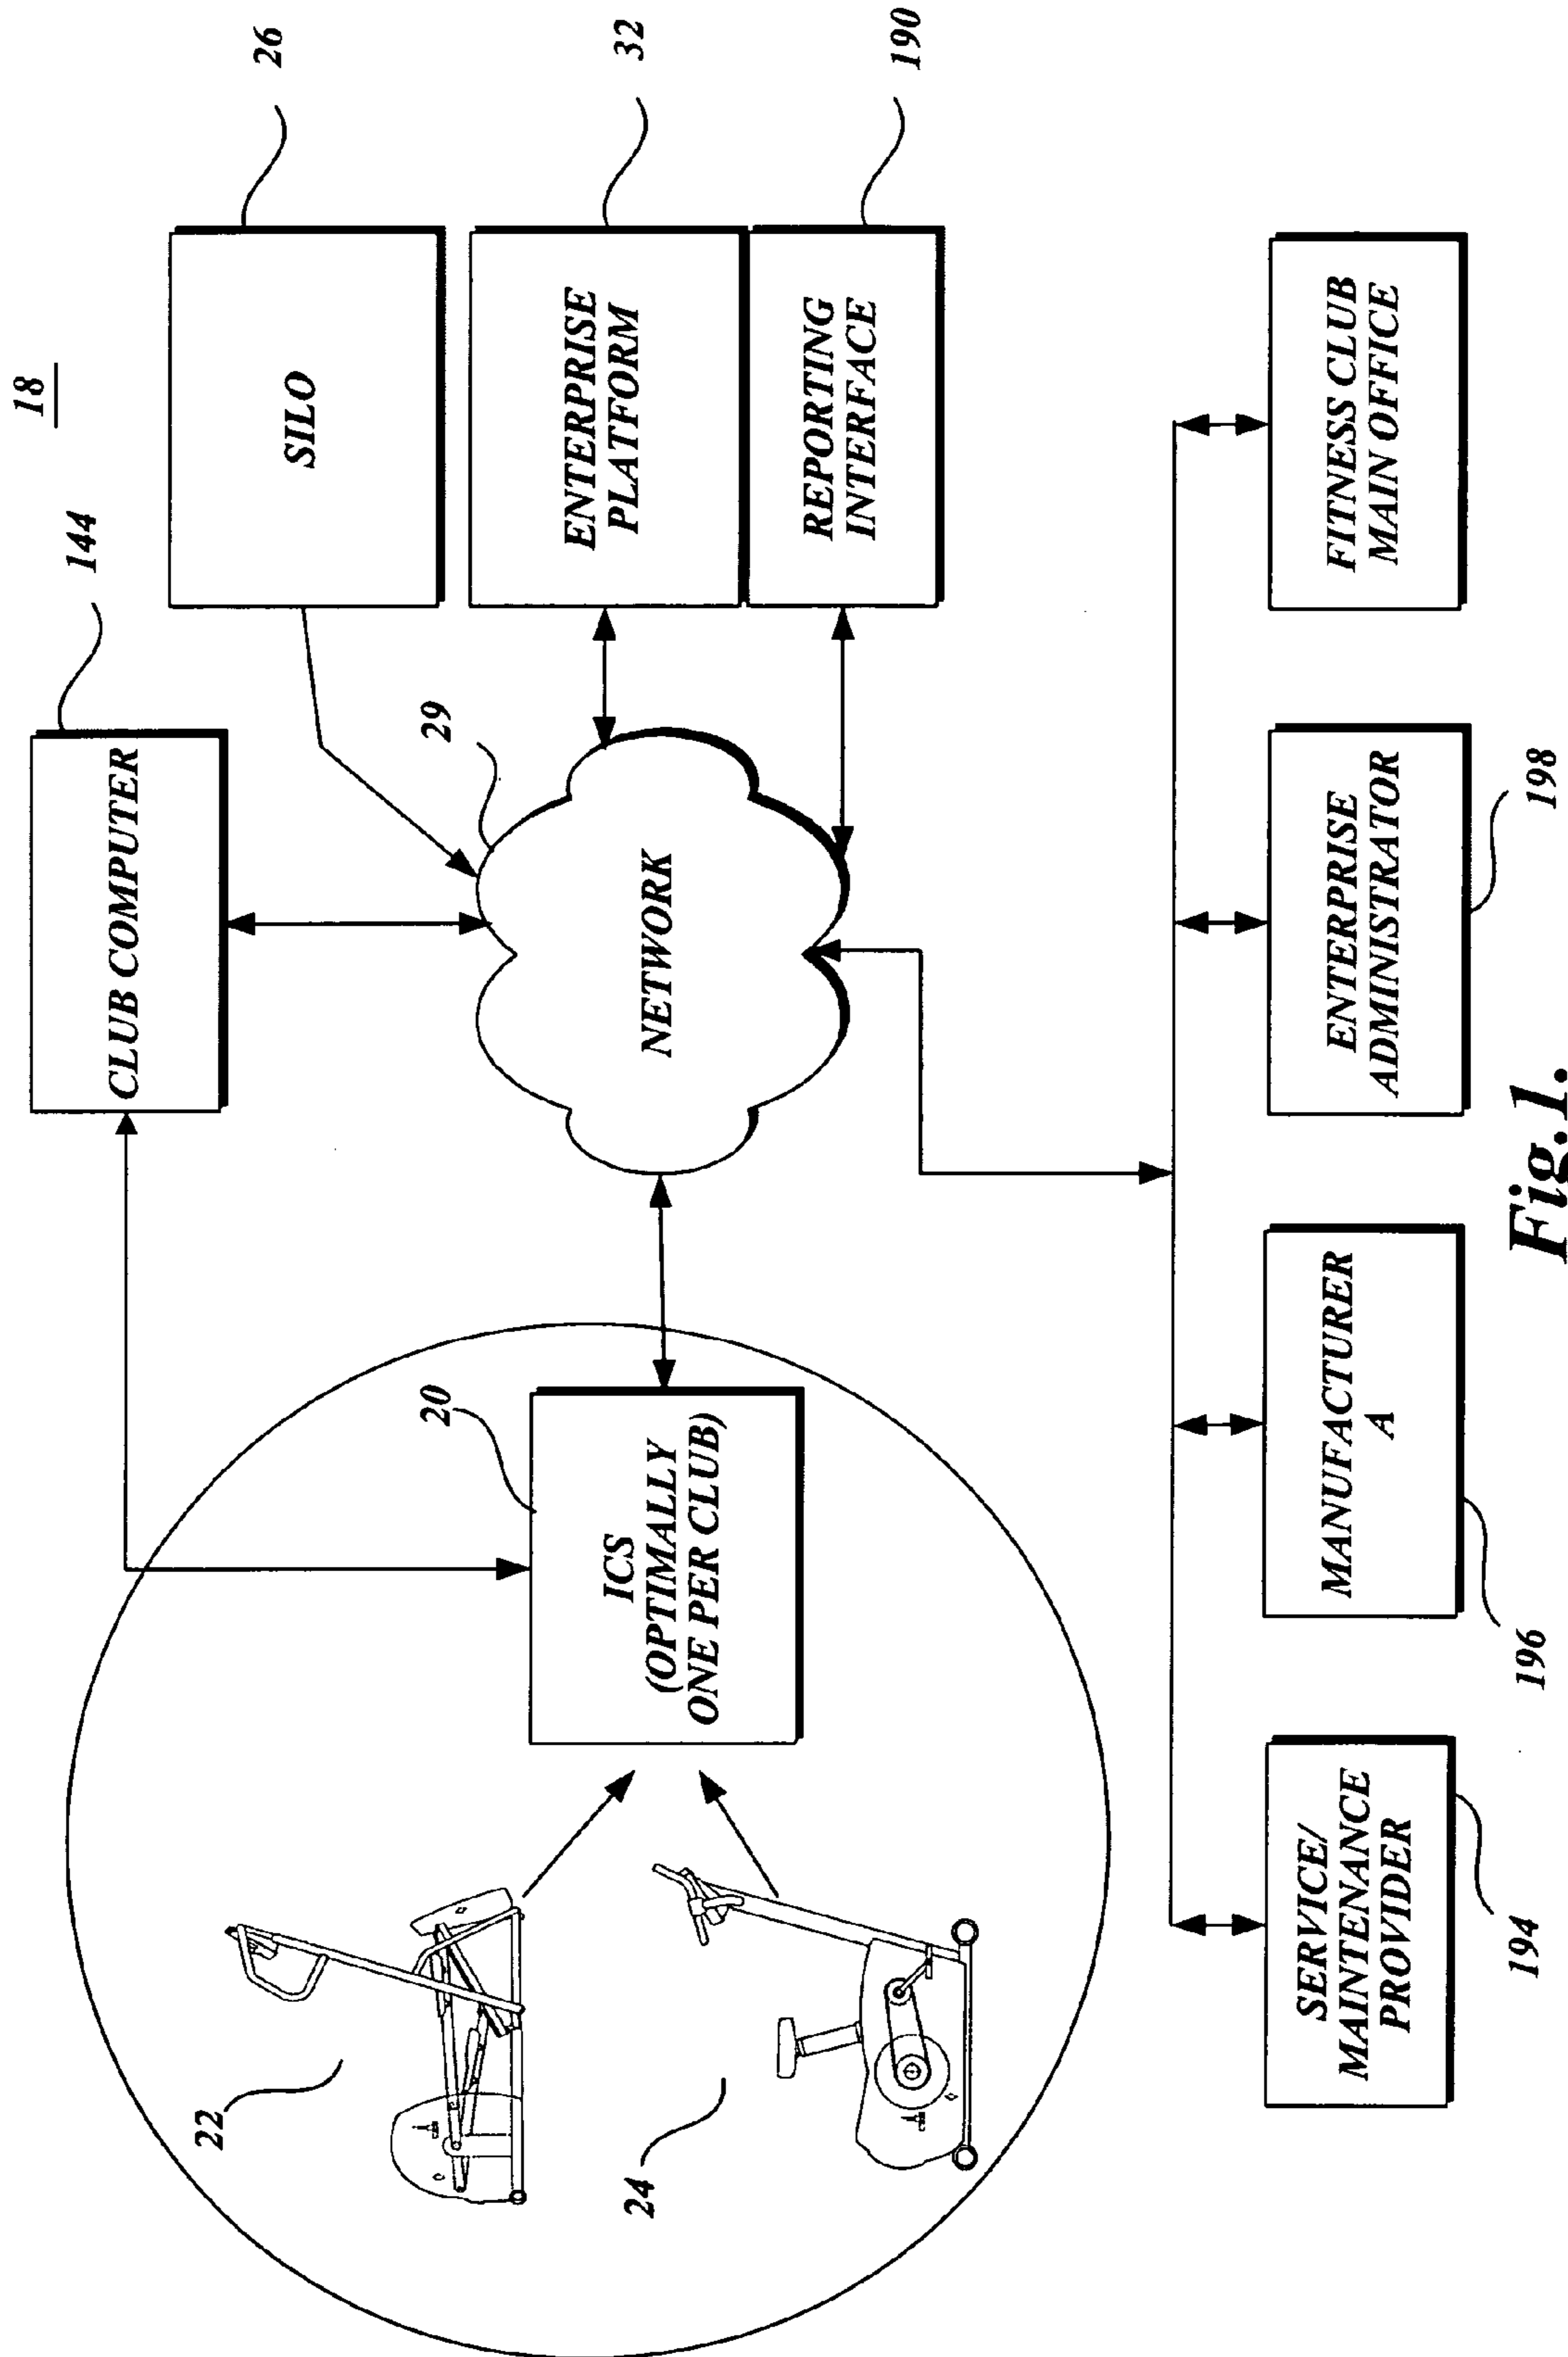 18
144
CLUB COMPUTER
26
SILO
22
20
29
32
ICS
(OPTIMALLY
ONE PER CLUB)
NETWORK
ENTERPRISE
PLATFORM
24
190
REPORTING
INTERFACE
SERVICE/
MAINTENANCE
PROVIDER
MANUFACTURER
A
ENTERPRISE
ADMINISTRATOR
FITNESS CLUB
MAIN OFFICE
194
196
198
Fig.1.